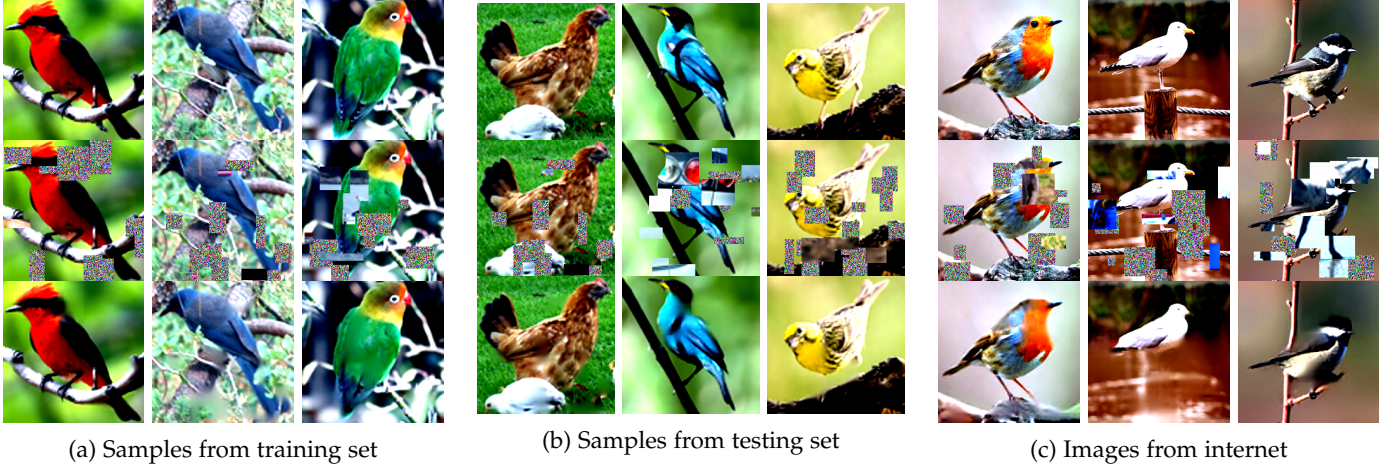 (a) Samples from training set
(b) Samples from testing set
(c) Images from internet